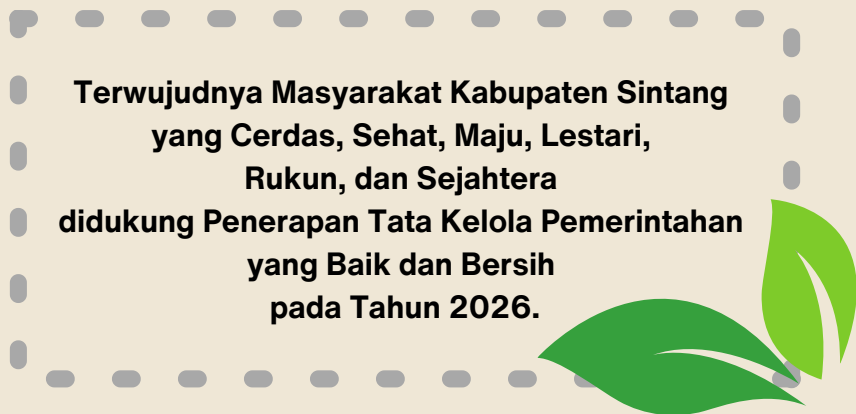 Terwujudnya Masyarakat Kabupaten Sintang
yang Cerdas, Sehat, Maju, Lestari,
Rukun, dan Sejahtera
didukung Penerapan Tata Kelola Pemerintahan
yang Baik dan Bersih
pada Tahun 2026.